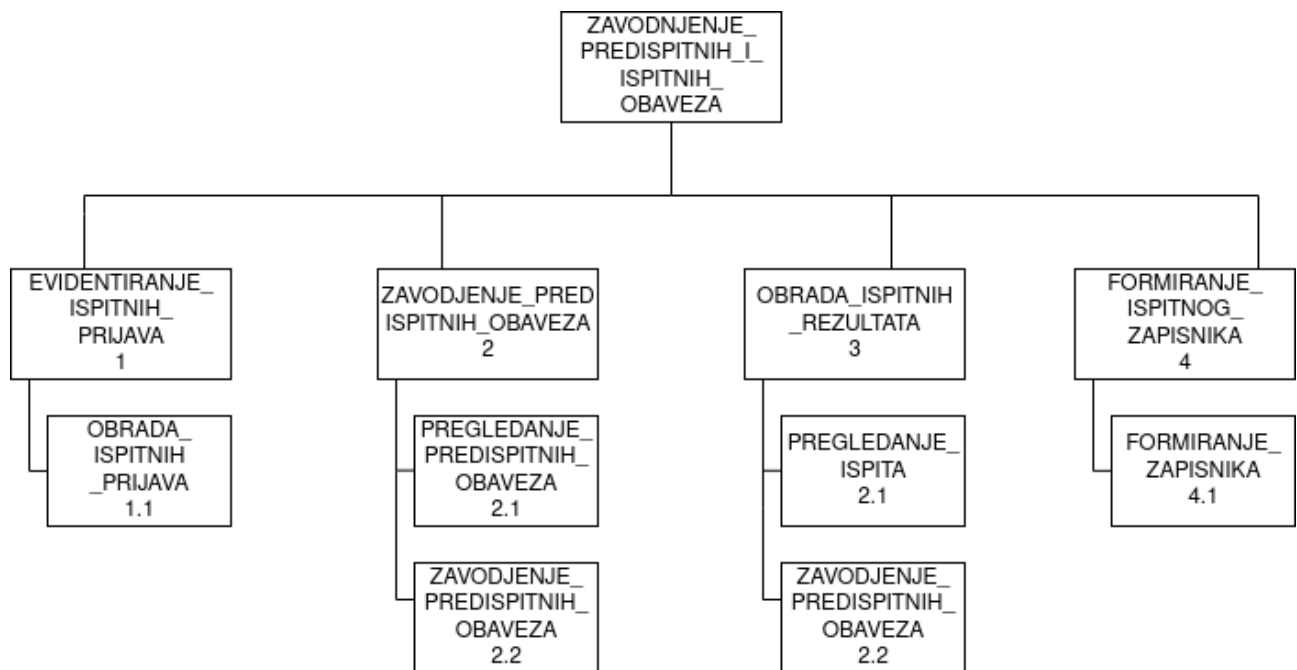 ZAVODNJENJE_
PREDISPITNIH_I_
ISPITNIH_
OBAVEZA
EVIDENTIRANJE_
ISPITNIH_
PRIJAVA
1
ZAVODJENJE_PRED
ISPITNIH_OBAVEZA
2
OBRADA_ISPITNIH
_REZULTATA
3
FORMIRANJE_
ISPITNOG_
ZAPISNIKA
4
OBRADA_
ISPITNIH
_PRIJAVA
1.1
PREGLEDANJE_
PREDISPITNIH_
OBAVEZA
2.1
PREGLEDANJE_
ISPITA
2.1
FORMIRANJE_
ZAPISNIKA
4.1
ZAVODJENJE_
PREDISPITNIH_
OBAVEZA
2.2
ZAVODJENJE_
PREDISPITNIH_
OBAVEZA
2.2